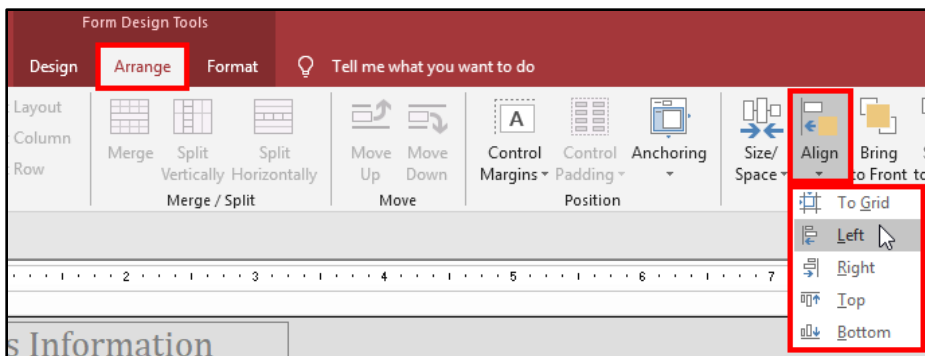 Form Design Tools
Design Arrange Format Tell me what you want to do
Layout
Column
Row
Merge Split Vertically Split Horizontally
Merge / Split
Move Up Move Down
Move
Control Margins Control Padding Anchoring
Position
Size/ Space Align Bring to Front
To Grid
Left
Right
Top
Bottom
2 3 4 5 6 7
s Information